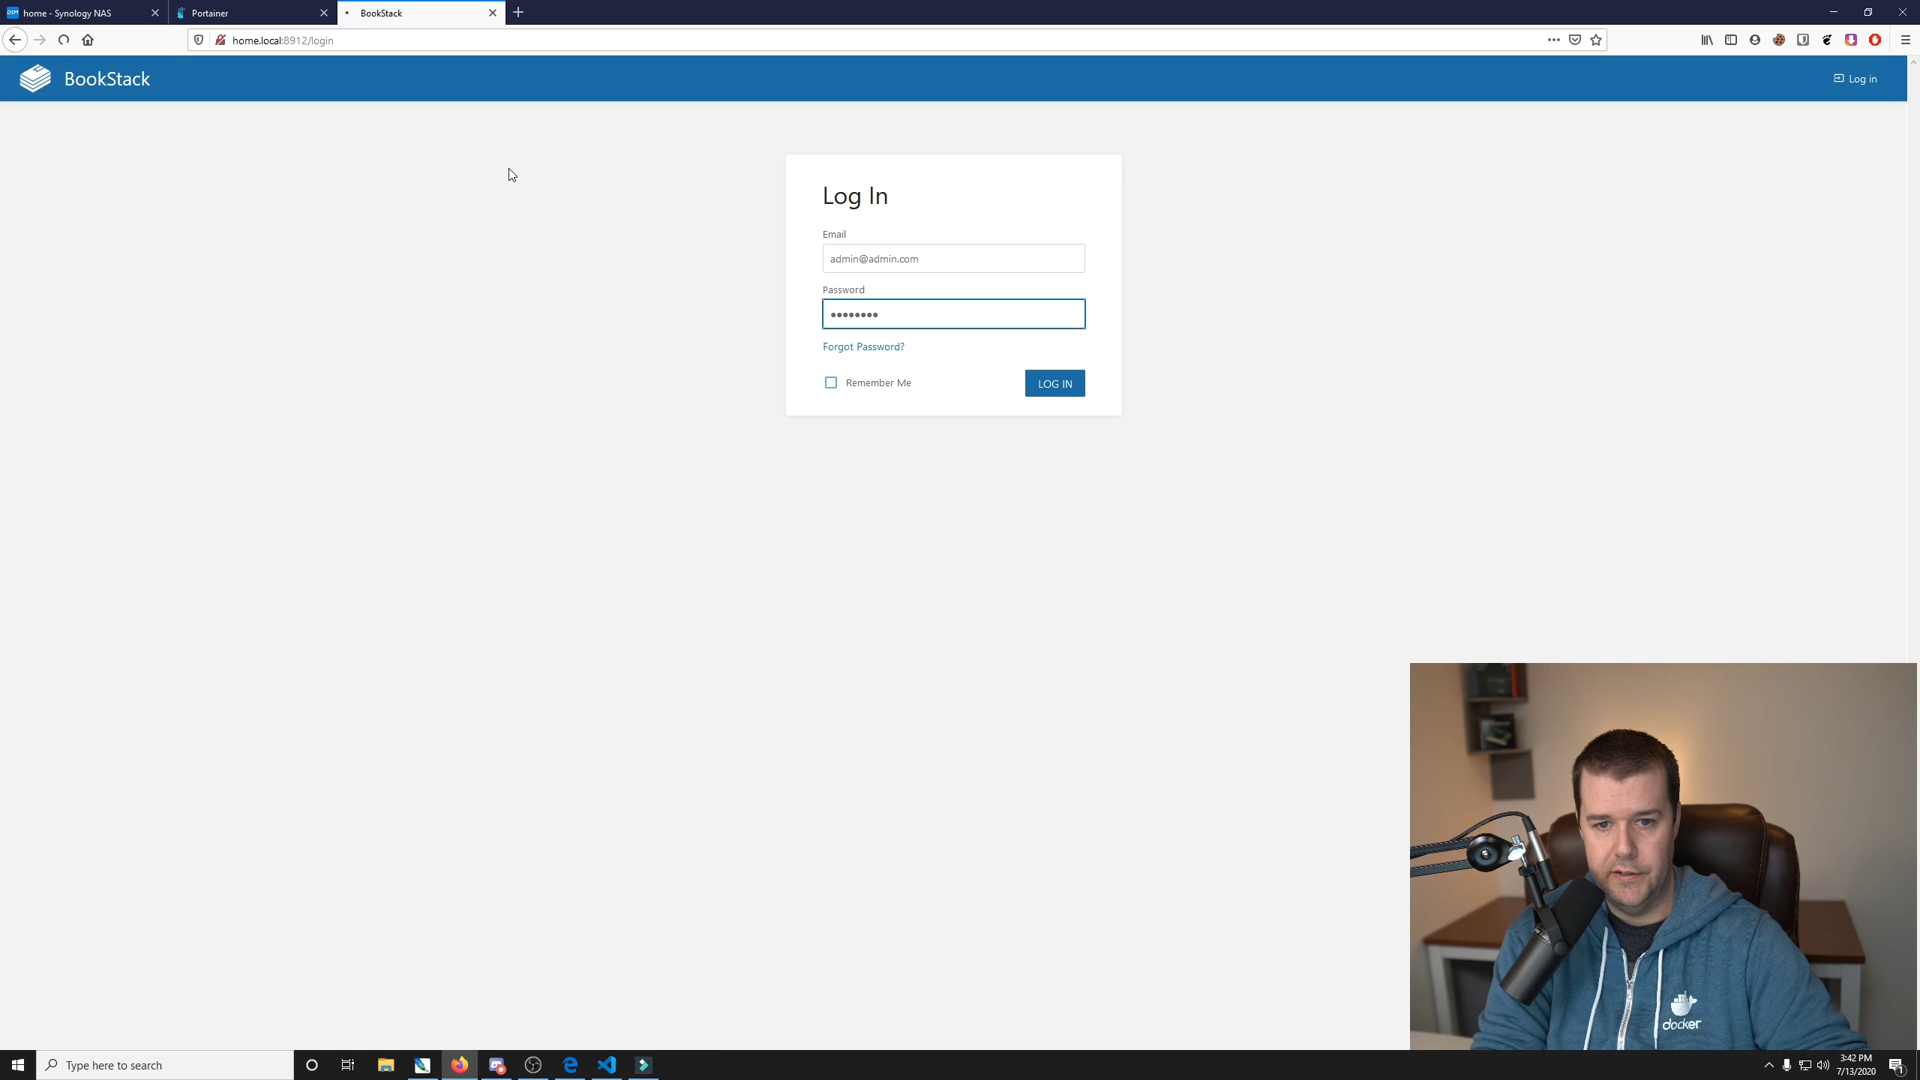 home - Synology NAS
Portainer
BookStack
home.local:8912/login
BookStack
Log in
Log In
Email
admin@admin.com
Password
Forgot Password?
Remember Me
LOG IN
docker
Type here to search
3:42 PM
7/13/2020